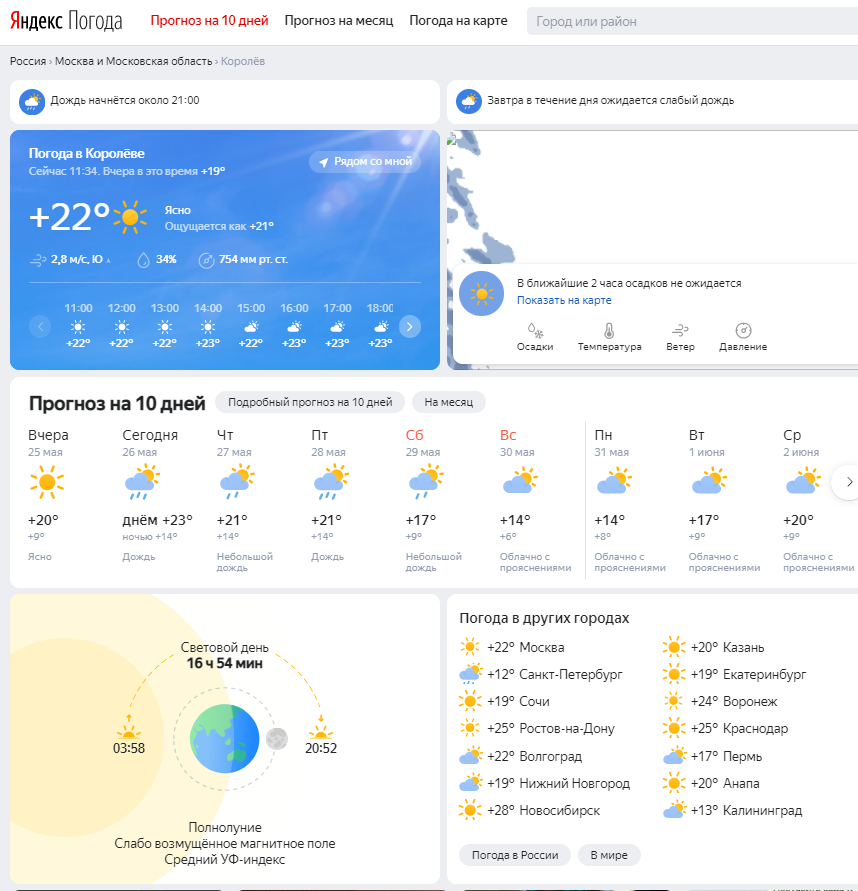 Яндекс Погода
Прогноз на 10 дней Прогноз на месяц Погода на карте
Город или район
Россия › Москва и Московская область › Королёв
Дождь начнётся около 21:00
Завтра в течение дня ожидается слабый дождь
Погода в Королёве
Рядом со мной
Сейчас 11:34. Вчера в это время +19°
+22°
Ясно
Ощущается как +21°
2,8 м/с, Ю
34%
754 мм рт. ст.
11:00 12:00 13:00 14:00 15:00 16:00 17:00 18:00
+22° +22° +22° +23° +22° +23° +23° +23°
В ближайшие 2 часа осадков не ожидается
Показать на карте
Осадки Температура Ветер Давление
Прогноз на 10 дней Подробный прогноз на 10 дней На месяц
Вчера Сегодня Чт Пт Сб Вс Пн Вт Ср
25 мая 26 мая 27 мая 28 мая 29 мая 30 мая 31 мая 1 июня 2 июня
+20° днём +23° +21° +21° +17° +14° +14° +17° +20°
+9° ночью +14° +14° +14° +9° +6° +8° +9° +9°
Ясно Дождь Небольшой Дождь Небольшой Облачно с Облачно с Облачно с Облачно с
дождь дождь прояснениями прояснениями прояснениями прояснениями
Световой день
16 ч 54 мин
03:58 20:52
Полнолуние
Слабо возмущённое магнитное поле
Средний УФ-индекс
Погода в других городах
+22° Москва +20° Казань
+12° Санкт-Петербург +19° Екатеринбург
+19° Сочи +24° Воронеж
+25° Ростов-на-Дону +25° Краснодар
+22° Волгоград +17° Пермь
+19° Нижний Новгород +20° Анапа
+28° Новосибирск +13° Калининград
Погода в России В мире